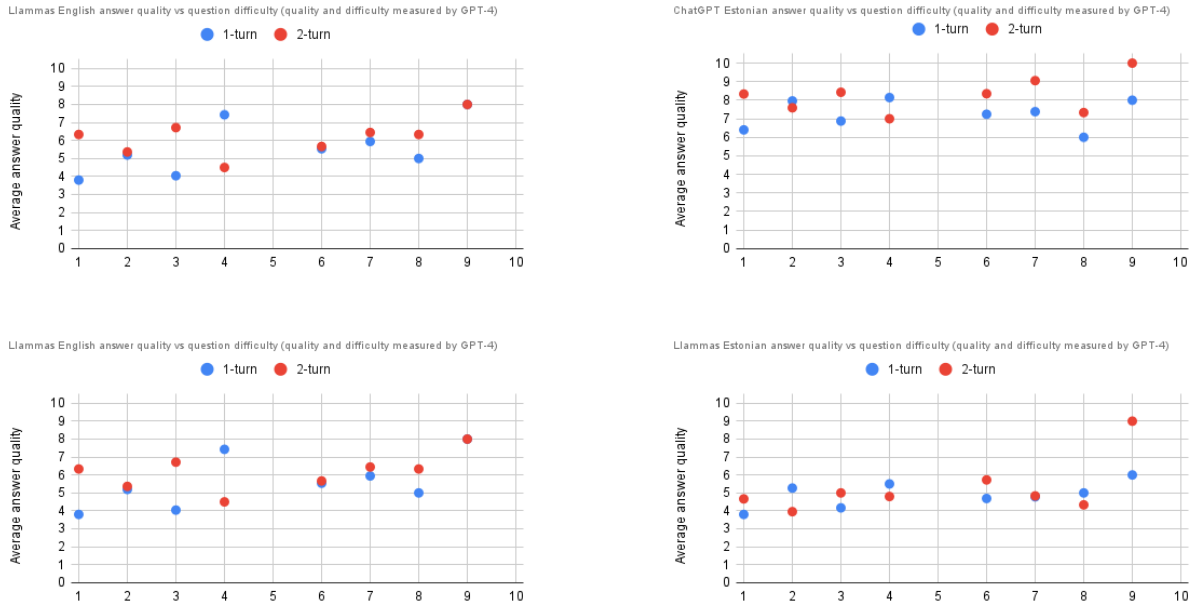 Llammas English answer quality vs question difficulty (quality and difficulty measured by GPT-4)
1-turn 2-turn
Average answer quality
10
9
8
7
6
5
4
3
2
1
0
1 2 3 4 5 6 7 8 9 10
ChatGPT Estonian answer quality vs question difficulty (quality and difficulty measured by GPT-4)
1-turn 2-turn
Average answer quality
10
9
8
7
6
5
4
3
2
1
0
1 2 3 4 5 6 7 8 9 10
Llammas English answer quality vs question difficulty (quality and difficulty measured by GPT-4)
1-turn 2-turn
Average answer quality
10
9
8
7
6
5
4
3
2
1
0
1 2 3 4 5 6 7 8 9 10
Llammas Estonian answer quality vs question difficulty (quality and difficulty measured by GPT-4)
1-turn 2-turn
Average answer quality
10
9
8
7
6
5
4
3
2
1
0
1 2 3 4 5 6 7 8 9 10